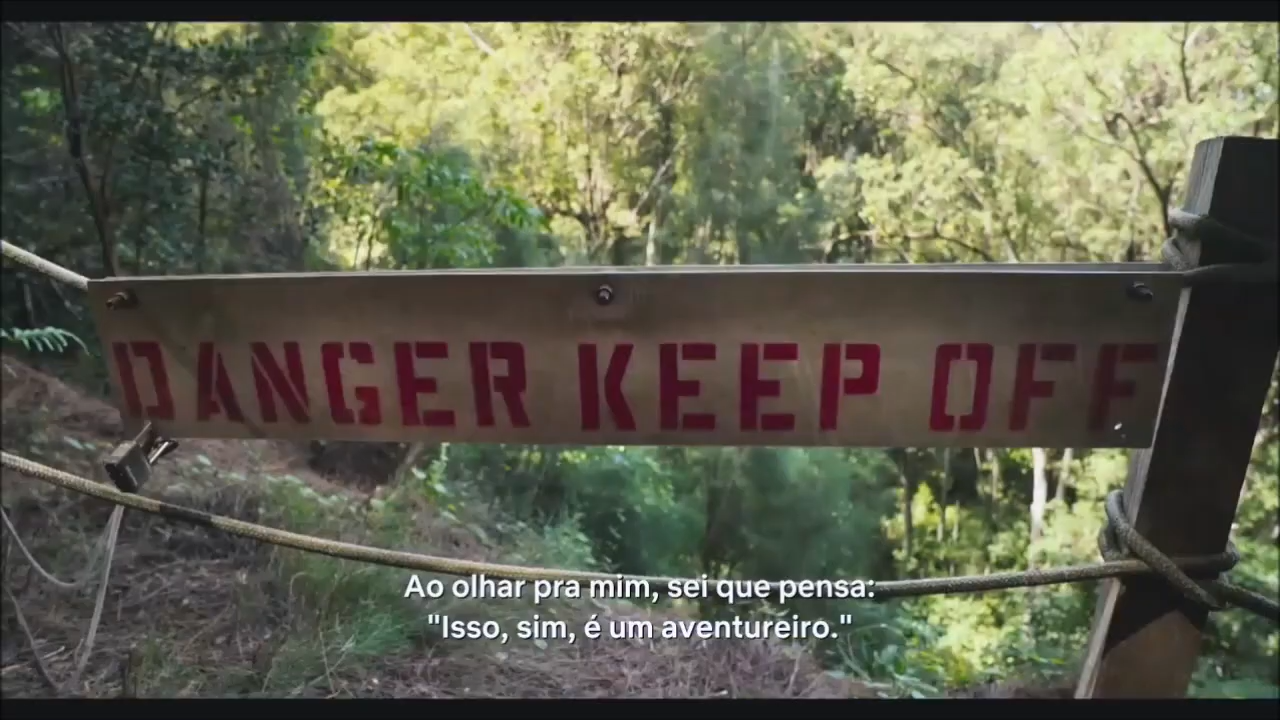 DANGER KEEP OFF
Ao olhar pra mim, sei que pensa:
"Isso, sim, é um aventureiro."